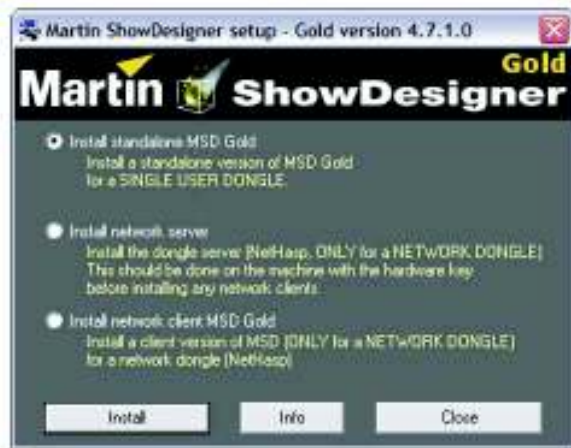 Martin ShowDesigner setup - Gold version 4.7.1.0
Gold
Martin ShowDesigner
Install standalone MSD Gold
Install a standalone version of MSD Gold
for a SINGLE USER DONGLE.
Install network server
Install the dongle server (NetHasp, ONLY for a NETWORK DONGLE)
This should be done on the machine with the hardware key
before installing any network clients
Install network client MSD Gold
Install a client version of MSD (ONLY for a NETWORK DONGLE)
for a network dongle (NetHasp)
Install
Info
Close